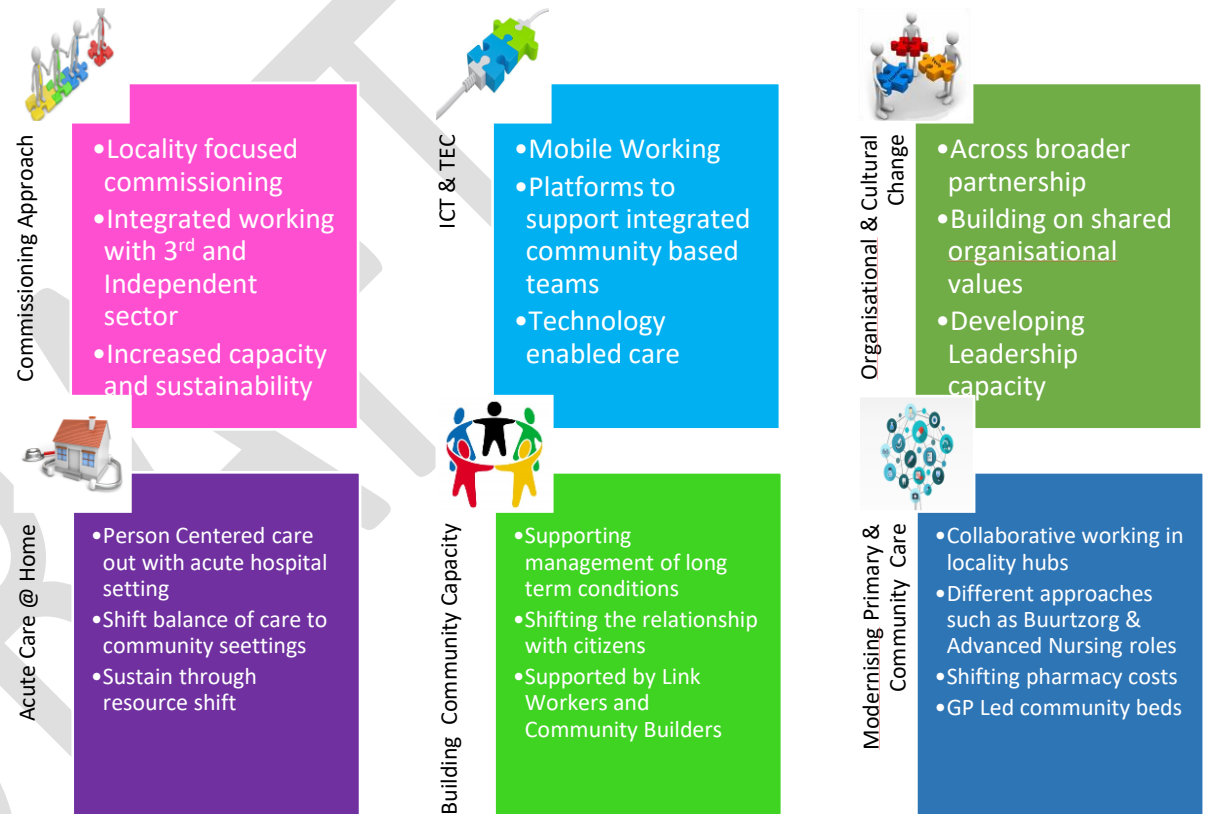 Commissioning Approach
•Locality focused
commissioning
•Integrated working
with 3rd and
Independent
sector
•Increased capacity
and sustainability
ICT & TEC
•Mobile Working
•Platforms to
support integrated
community based
teams
•Technology
enabled care
Organisational & Cultural
Change
•Across broader
partnership
•Building on shared
organisational
values
•Developing
Leadership
capacity
Acute Care @ Home
•Person Centered care
out with acute hospital
setting
•Shift balance of care to
community seettings
•Sustain through
resource shift
Building Community Capacity
•Supporting
management of long
term conditions
•Shifting the relationship
with citizens
•Supported by Link
Workers and
Community Builders
Modernising Primary &
Community Care
•Collaborative working in
locality hubs
•Different approaches
such as Buurtzorg &
Advanced Nursing roles
•Shifting pharmacy costs
•GP Led community beds